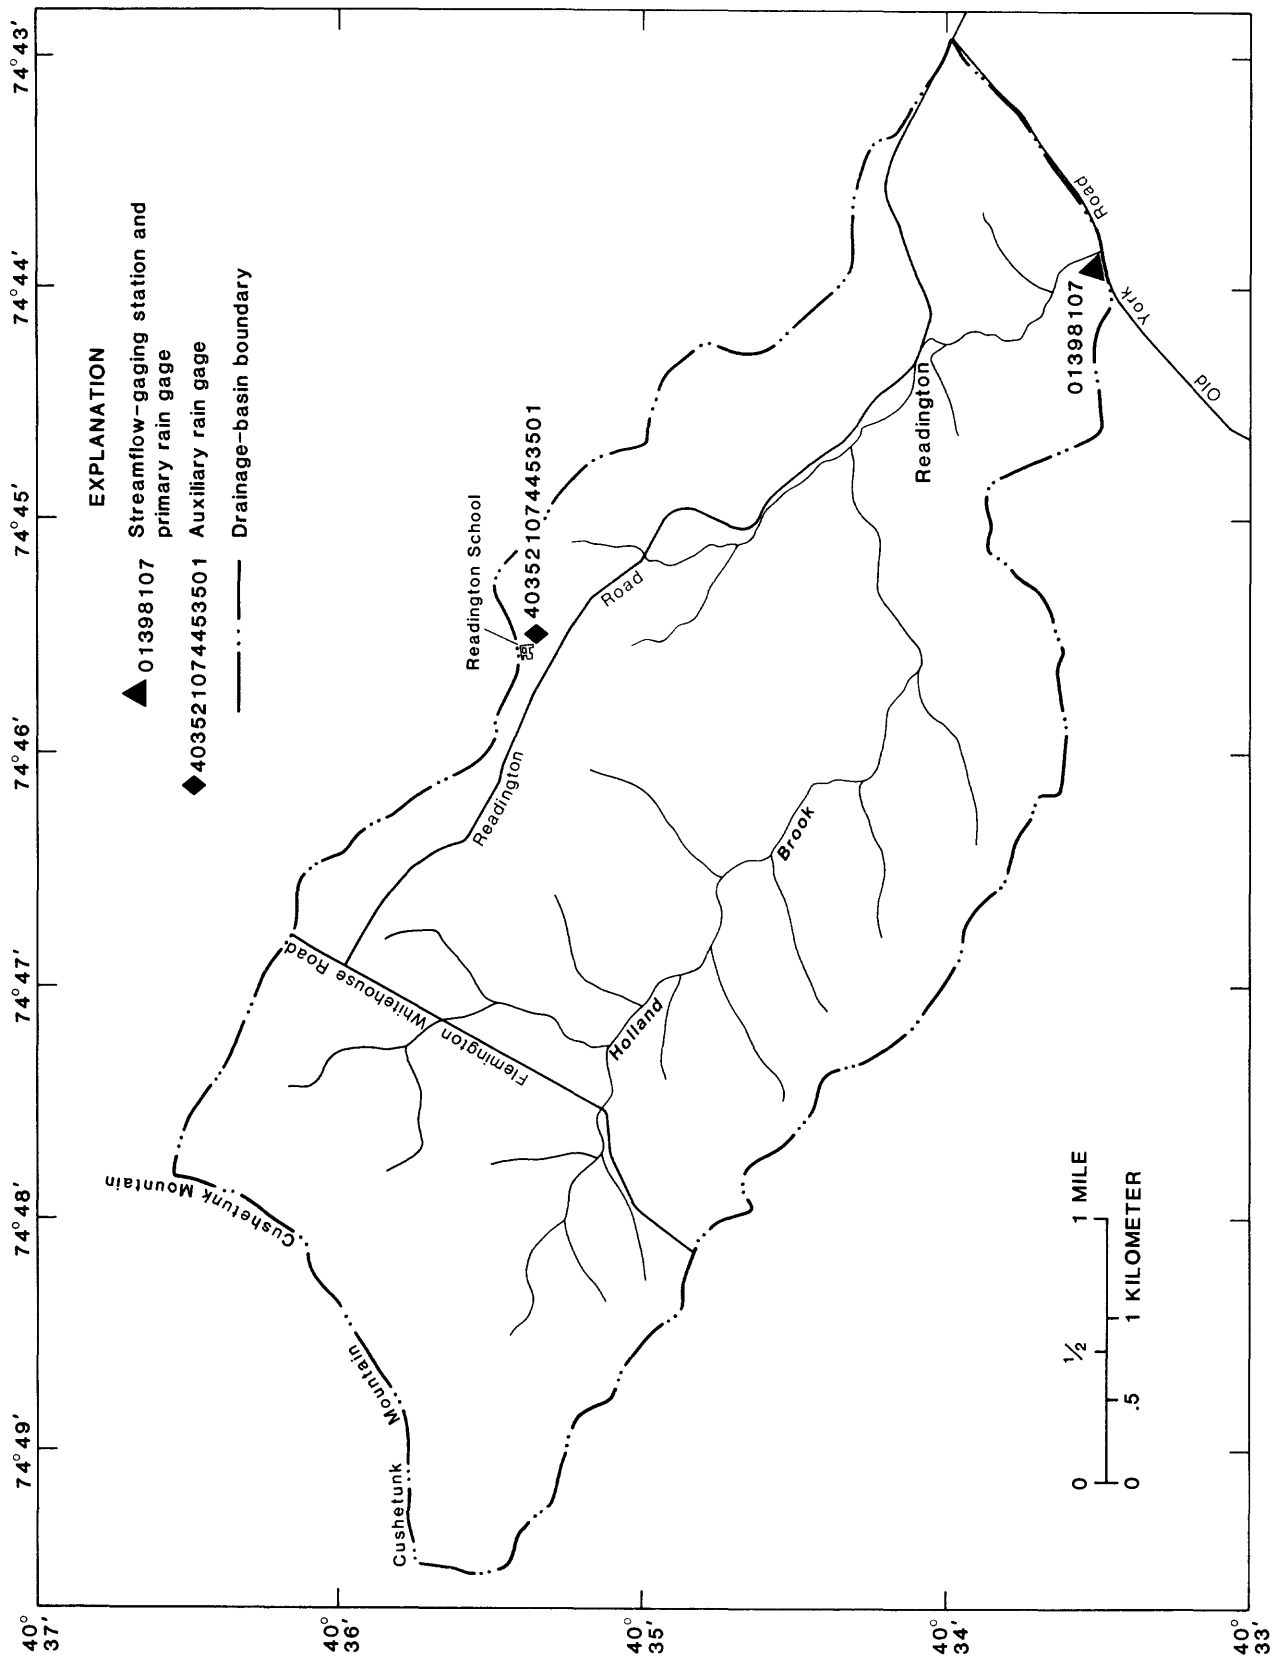 74°49′
74°48′
74°47′
74°46′
74°45′
74°44′
74°43′
40°
37′
40°
36′
40°
35′
40°
34′
40°
33′
EXPLANATION
01398107 Streamflow-gaging station and
primary rain gage
403521074453501 Auxiliary rain gage
Drainage-basin boundary
Cushetunk Mountain
Cushetunk
Mountain
Flemington Whitehouse Road
Readington
Road
Readington School
403521074453501
Holland
Brook
Readington
01398107
Old
York
Road
0 1/2 1 MILE
0 .5 1 KILOMETER